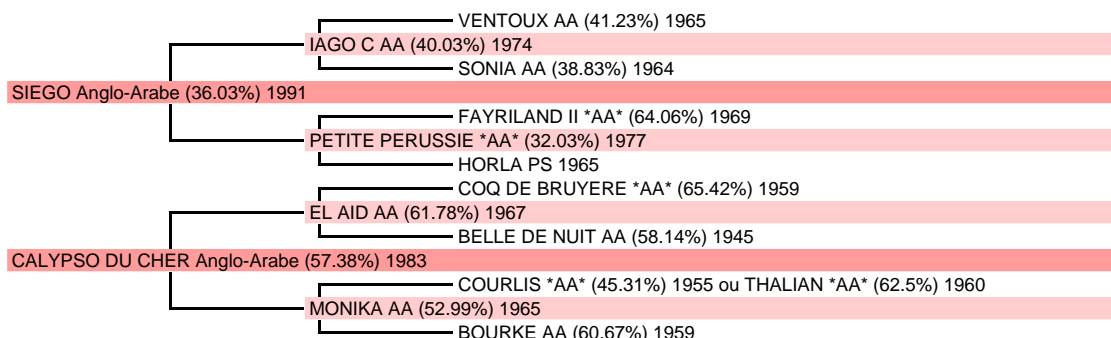 VENTOUX AA (41.23%) 1965
IAGO C AA (40.03%) 1974
SONIA AA (38.83%) 1964
SIEGO Anglo-Arabe (36.03%) 1991
FAYRILAND II *AA* (64.06%) 1969
PETITE PERUSSIE *AA* (32.03%) 1977
HORLA PS 1965
COQ DE BRUYERE *AA* (65.42%) 1959
EL AID AA (61.78%) 1967
BELLE DE NUIT AA (58.14%) 1945
CALYPSO DU CHER Anglo-Arabe (57.38%) 1983
COURLIS *AA* (45.31%) 1955 ou THALIAN *AA* (62.5%) 1960
MONIKA AA (52.99%) 1965
BOURKE AA (60.67%) 1959